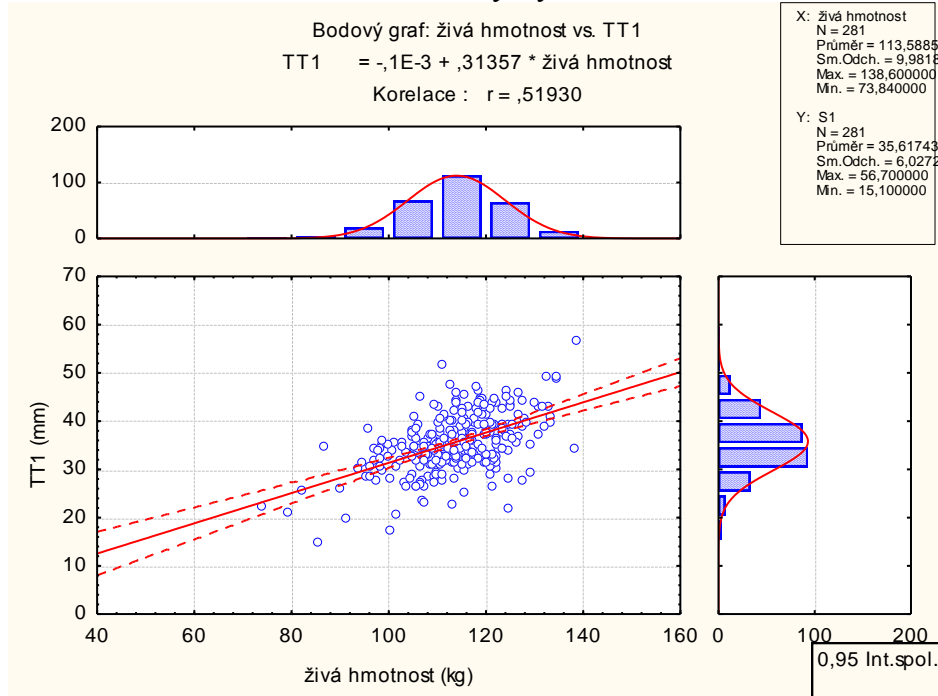 Bodový graf: živá hmotnost vs. TT1
TT1 = -,1E-3 + ,31357 * živá hmotnost
Korelace : r = ,51930
X: živá hmotnost
N = 281
Průměr = 113,5885
Sm.Odch. = 9,9818
Max. = 138,600000
Min. = 73,840000
Y: S1
N = 281
Průměr = 35,61743
Sm.Odch. = 6,0272
Max. = 56,700000
Min. = 15,100000
200
100
0
70
60
50
40
30
20
10
0
TT1 (mm)
40 60 80 100 120 140 160
živá hmotnost (kg)
0 100 200
0,95 Int.spol.